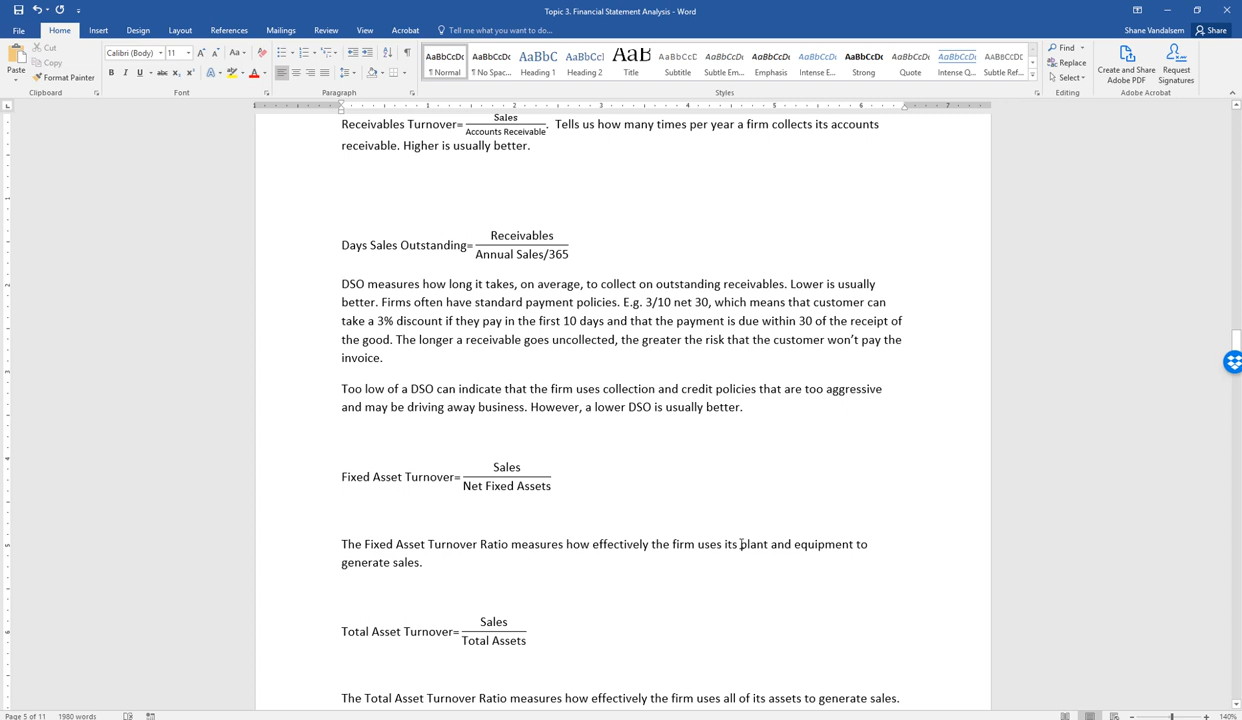 Topic 3. Financial Statement Analysis - Word
Shane Vandalsem
Share
File Home Insert Design Layout References Mailings Review View Acrobat Tell me what you want to do...
Paste
Cut
Copy
Format Painter
Clipboard
Calibri (Body) 11
Font
Paragraph
AaBbCcDc AaBbCcDc AaBbC AaBbCcl AaB AaBbCcD AaBbCcDc AaBbCcDc AaBbCcDc AaBbCcDc AaBbCcDc AaBbCcDc AaBbCcDc
¶ Normal ¶ No Spac... Heading 1 Heading 2 Title Subtitle Subtle Em... Emphasis Intense E... Strong Quote Intense Q... Subtle Ref...
Styles
Find
Replace
Select
Editing
Create and Share Adobe PDF
Request Signatures
Adobe Acrobat
1 1 2 3 4 5 6 7
Receivables Turnover= Sales / Accounts Receivable. Tells us how many times per year a firm collects its accounts
receivable. Higher is usually better.
Days Sales Outstanding= Receivables / Annual Sales/365
DSO measures how long it takes, on average, to collect on outstanding receivables. Lower is usually
better. Firms often have standard payment policies. E.g. 3/10 net 30, which means that customer can
take a 3% discount if they pay in the first 10 days and that the payment is due within 30 of the receipt of
the good. The longer a receivable goes uncollected, the greater the risk that the customer won’t pay the
invoice.
Too low of a DSO can indicate that the firm uses collection and credit policies that are too aggressive
and may be driving away business. However, a lower DSO is usually better.
Fixed Asset Turnover= Sales / Net Fixed Assets
The Fixed Asset Turnover Ratio measures how effectively the firm uses its plant and equipment to
generate sales.
Total Asset Turnover= Sales / Total Assets
The Total Asset Turnover Ratio measures how effectively the firm uses all of its assets to generate sales.
Page 5 of 11 1980 words 140%